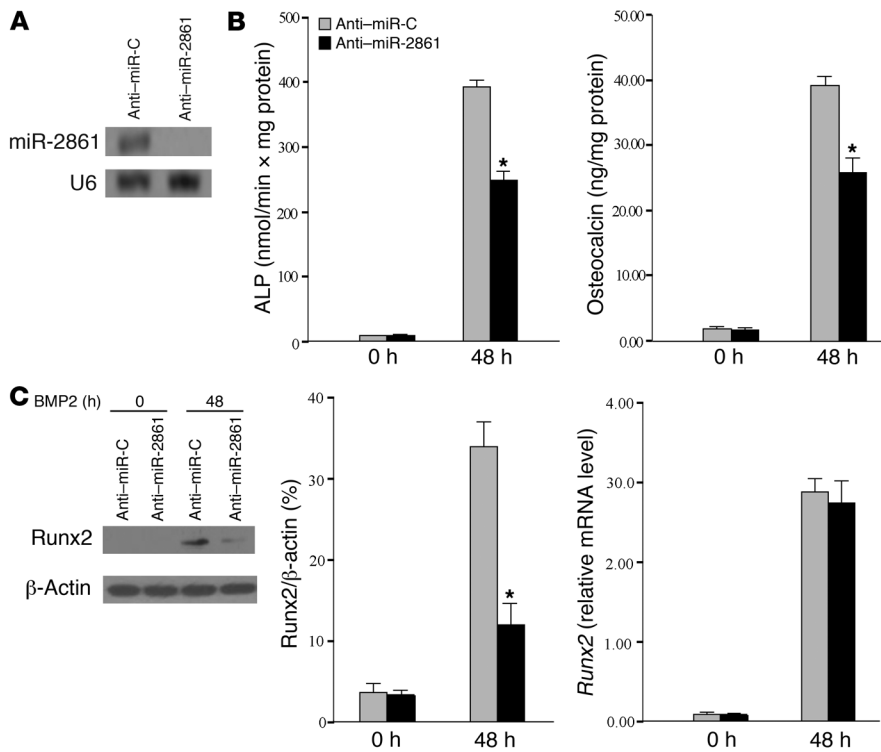 A
Anti–miR-C
Anti–miR-2861
miR-2861
U6
B
Anti–miR-C
Anti–miR-2861
ALP (nmol/min × mg protein)
500
400
300
200
100
0
*
0 h
48 h
Osteocalcin (ng/mg protein)
50.00
40.00
30.00
20.00
10.00
0.00
*
0 h
48 h
C
BMP2 (h)
0
48
Anti–miR-C
Anti–miR-2861
Anti–miR-C
Anti–miR-2861
Runx2
β-Actin
Runx2/β-actin (%)
40
30
20
10
0
*
0 h
48 h
Runx2 (relative mRNA level)
4.00
30.0
2.00
1.00
0.00
0 h
48 h